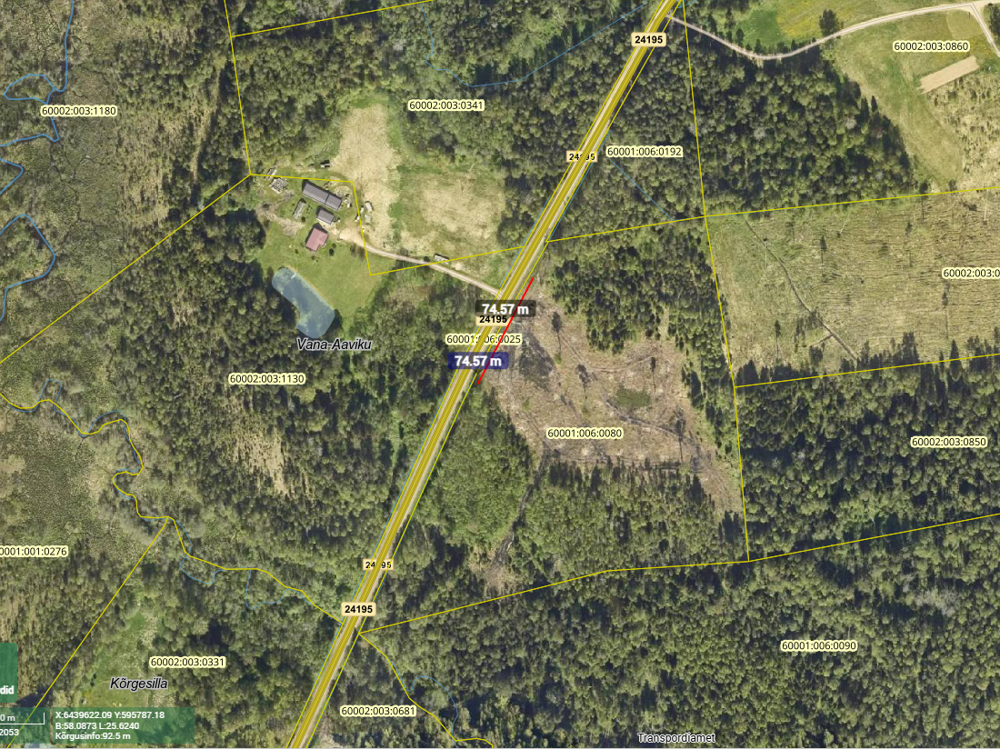 24195
60002:003:0860
60002:003:1180
60002:003:0341
24195
60001:006:0192
60002:003:0
74.57 m
24195
60001:006:0025
Vana-Aaviku
74.57 m
60002:003:1130
60001:006:0080
60002:003:0850
0001:001:0276
24195
24195
60001:006:0090
60002:003:0331
Kõrgesilla
did
60002:003:0681
0 m
X:6439622.09 Y:595787.18
B:58.0873 L:25.6240
2053
Kõrgusinfo:92.5 m
Transpordiamet